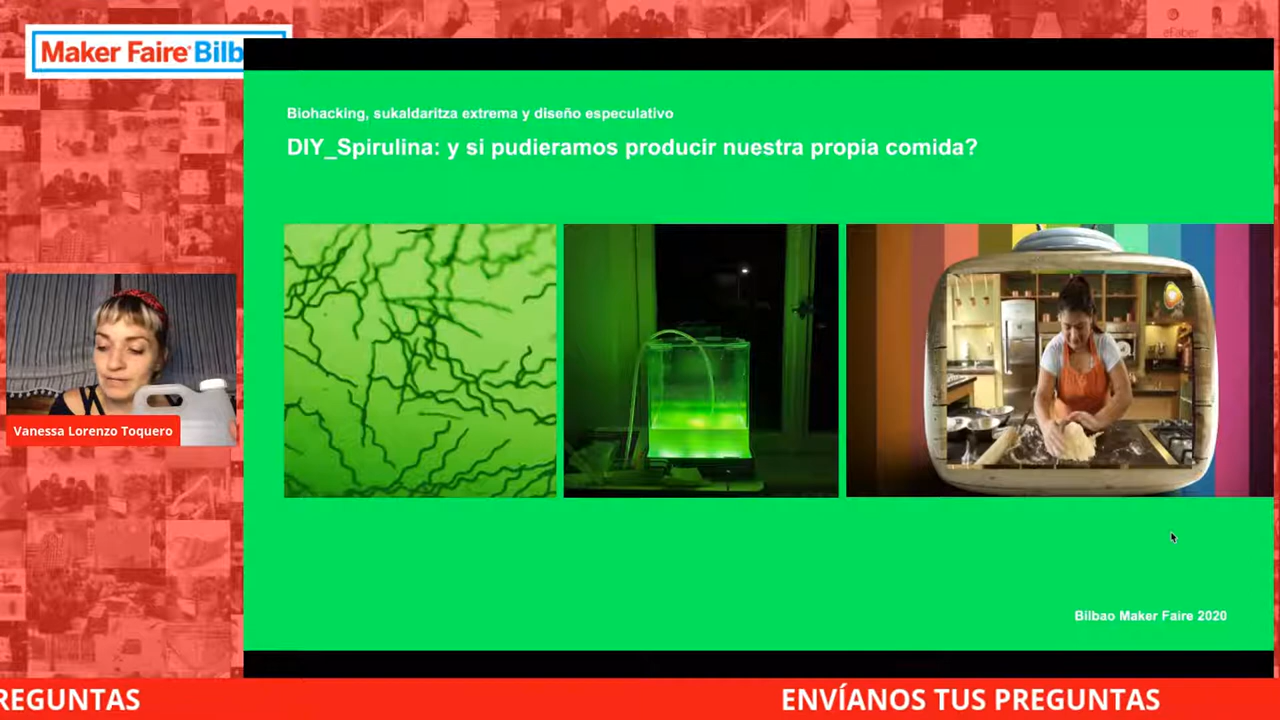 eFaber
Maker Faire Bilb
Biohacking, sukaldaritza extrema y diseño especulativo
DIY_Spirulina: y si pudieramos producir nuestra propia comida?
Vanessa Lorenzo Toquero
Bilbao Maker Faire 2020
REGUNTAS
ENVÍANOS TUS PREGUNTAS